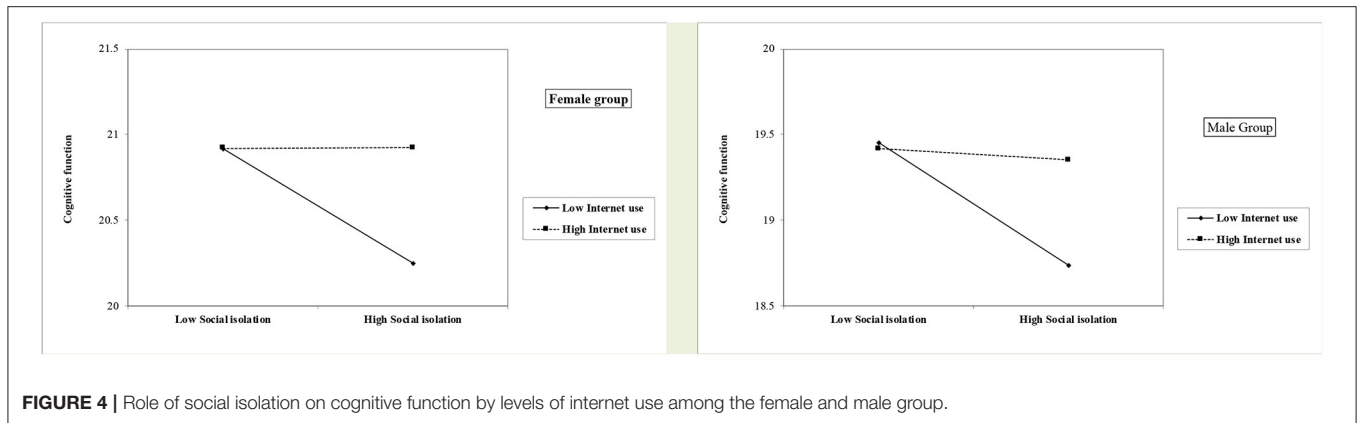 21.5
21
20.5
20
Cognitive function
Low Social isolation High Social isolation
Female group
Low Internet use
High Internet use
20
19.5
19
18.5
Cognitive function
Low Social isolation High Social isolation
Male Group
Low Internet use
High Internet use
FIGURE 4 | Role of social isolation on cognitive function by levels of internet use among the female and male group.